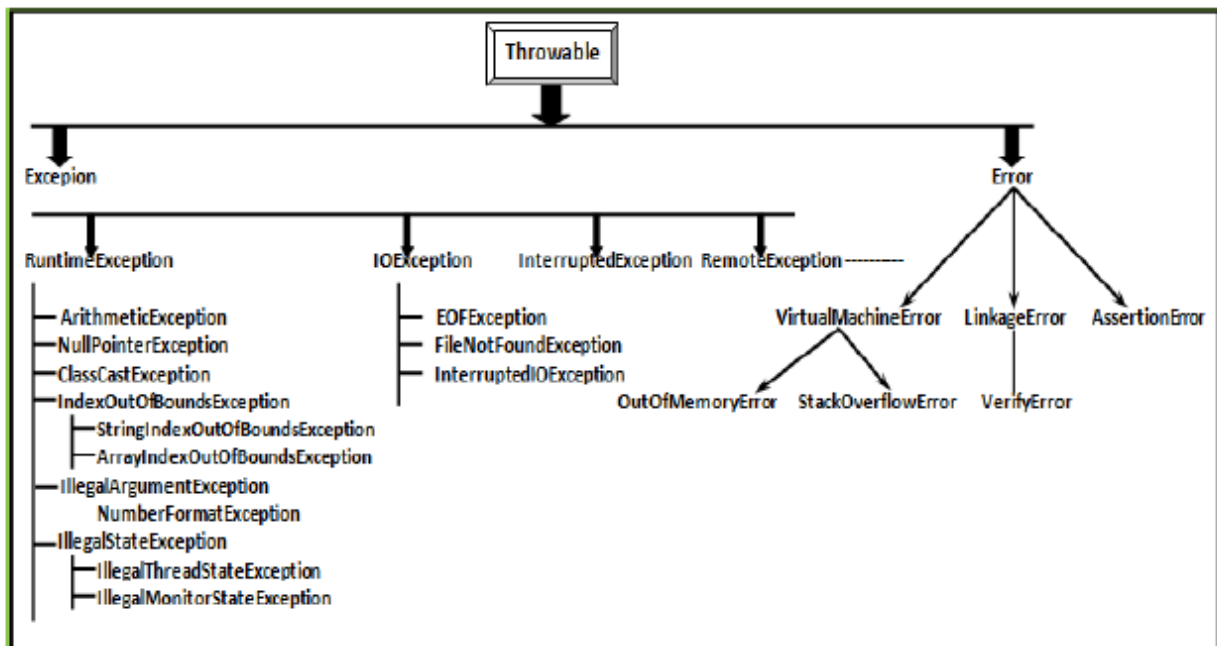 Throwable
Excepion
Error
RuntimeException
IOException
InterruptedException
RemoteException----------
ArithmeticException
NullPointerException
ClassCastException
IndexOutOfBoundsException
StringIndexOutOfBoundsException
ArrayIndexOutOfBoundsException
IllegalArgumentException
NumberFormatException
IllegalStateException
IllegalThreadStateException
IllegalMonitorStateException
EOFException
FileNotFoundException
InterruptedIOException
VirtualMachineError
LinkageError
AssertionError
OutOfMemoryError
StackOverflowError
VerifyError